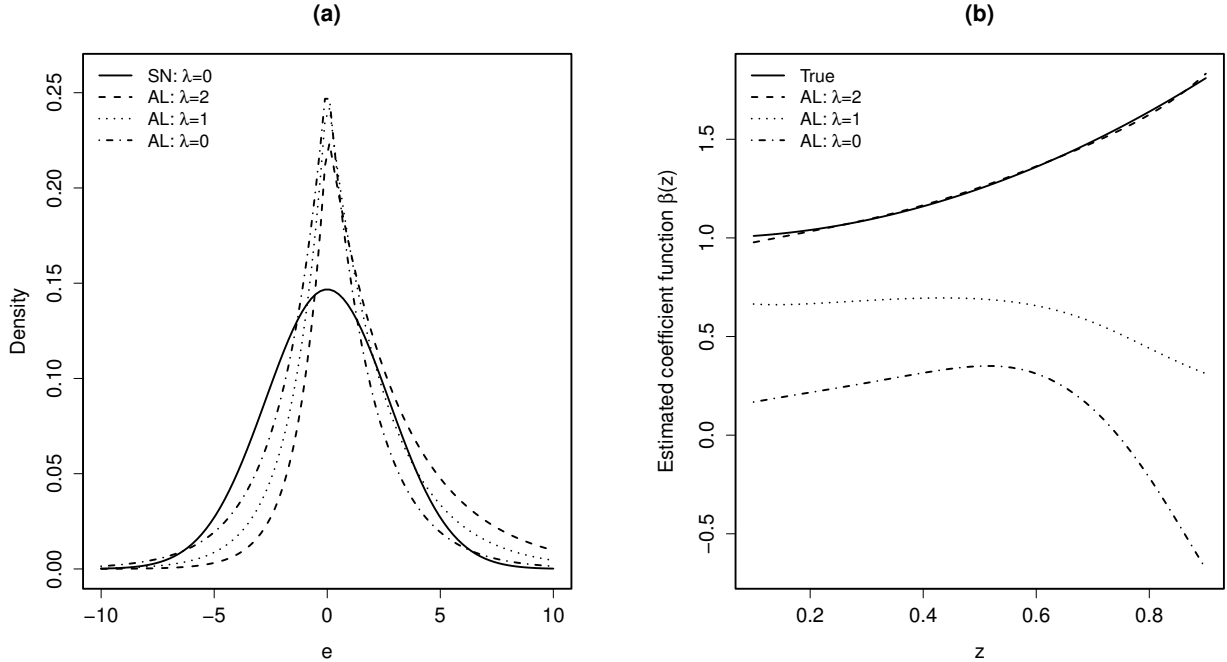 (a)
SN: λ=0
AL: λ=2
AL: λ=1
AL: λ=0
Density
0.00
0.05
0.10
0.15
0.20
0.25
−10
−5
0
5
10
e
(b)
True
AL: λ=2
AL: λ=1
AL: λ=0
Estimated coefficient function β(z)
−0.5
0.0
0.5
1.0
1.5
0.2
0.4
0.6
0.8
z